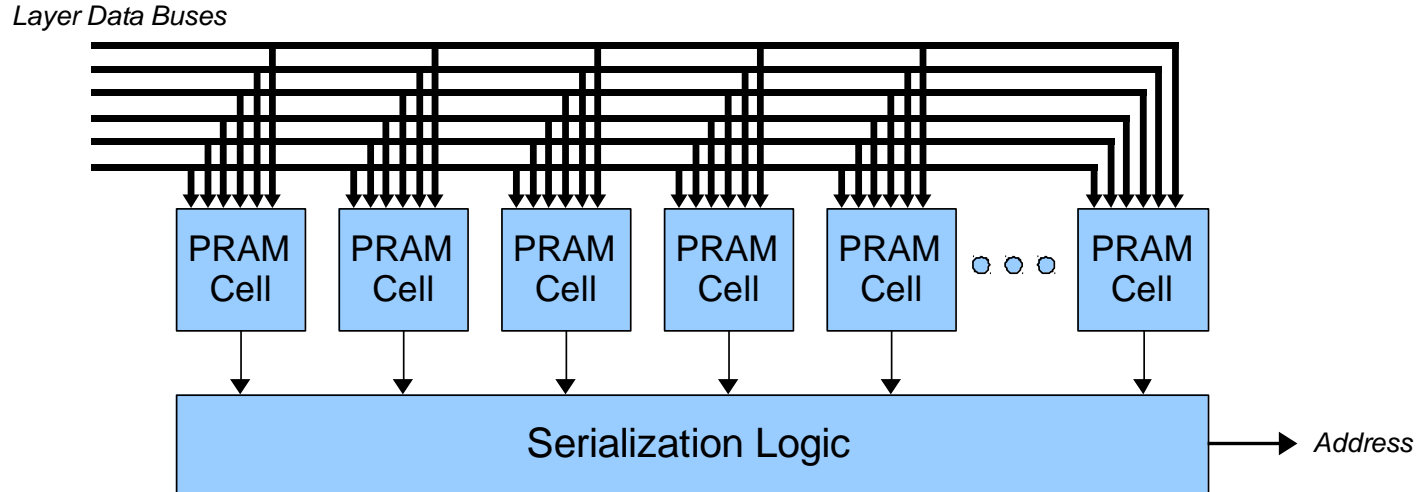 Layer Data Buses
PRAM
Cell
PRAM
Cell
PRAM
Cell
PRAM
Cell
PRAM
Cell
PRAM
Cell
Serialization Logic
Address